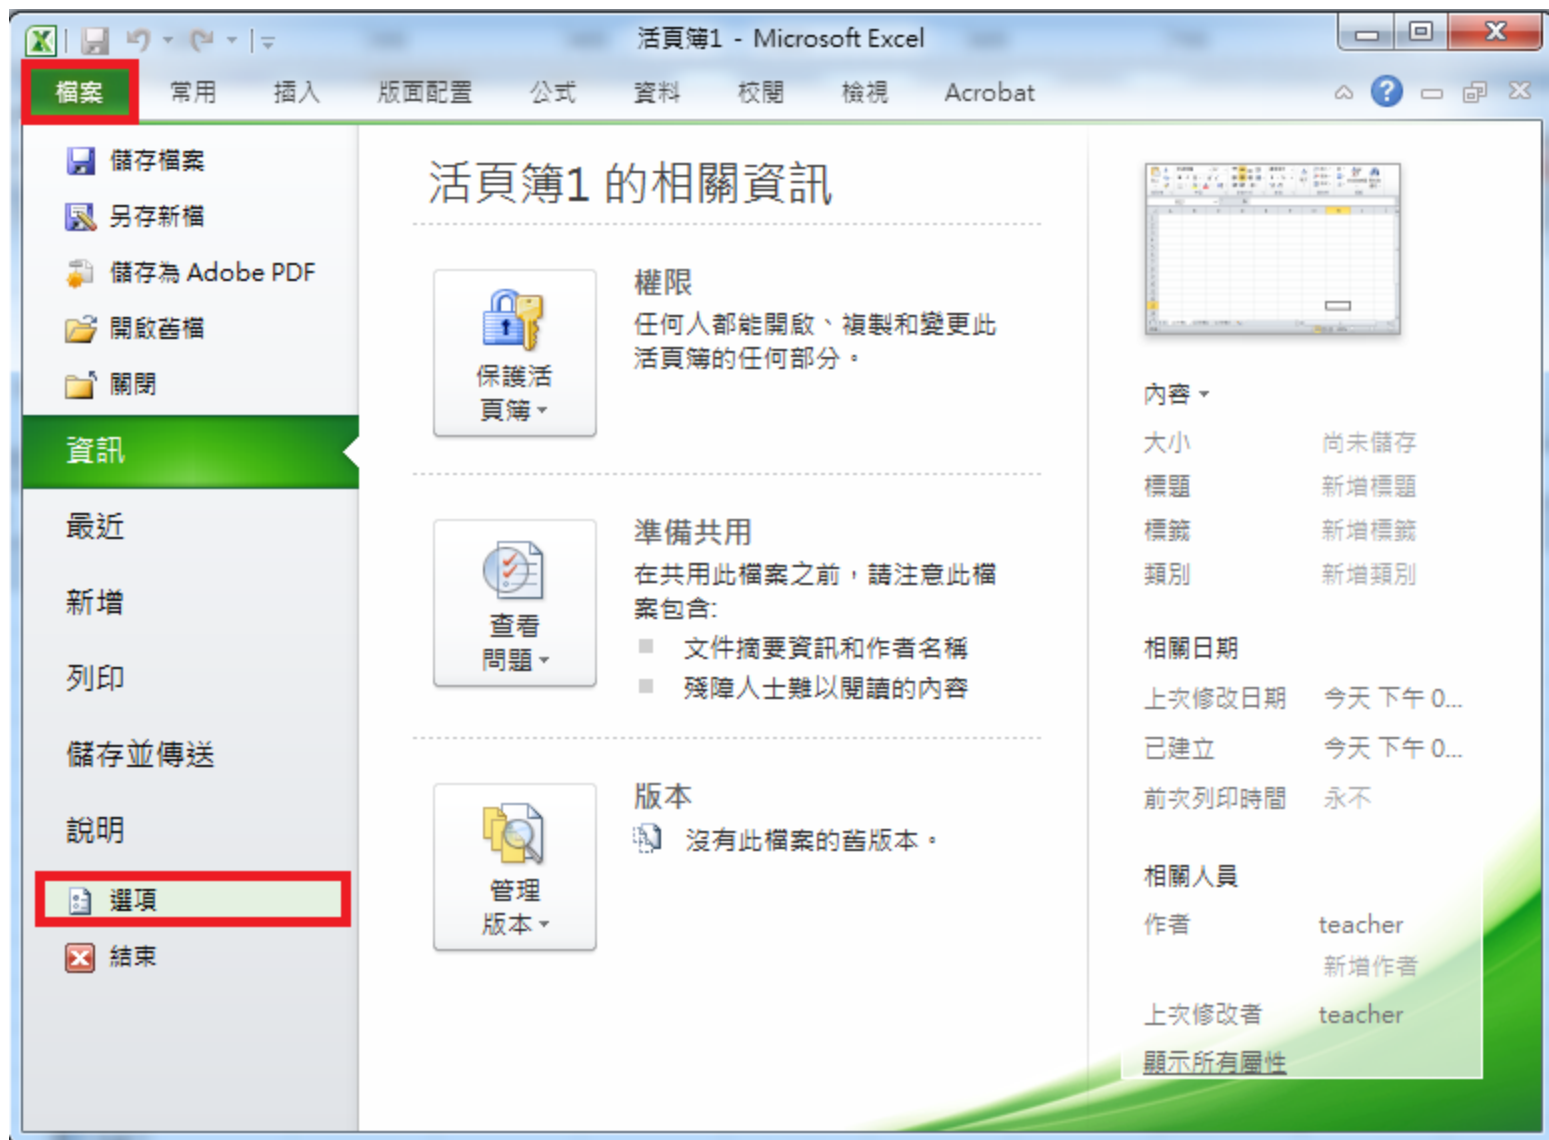 活頁簿1 - Microsoft Excel
檔案 常用 插入 版面配置 公式 資料 校閱 檢視 Acrobat
儲存檔案
另存新檔
儲存為 Adobe PDF
開啟舊檔
關閉
資訊
最近
新增
列印
儲存並傳送
說明
選項
結束
活頁簿1 的相關資訊
保護活
頁簿
權限
任何人都能開啟、複製和變更此
活頁簿的任何部分。
查看
問題
準備共用
在共用此檔案之前，請注意此檔
案包含:
文件摘要資訊和作者名稱
殘障人士難以閱讀的內容
管理
版本
版本
沒有此檔案的舊版本。
內容
大小 尚未儲存
標題 新增標題
標籤 新增標籤
類別 新增類別
相關日期
上次修改日期 今天 下午 0...
已建立 今天 下午 0...
前次列印時間 永不
相關人員
作者 teacher
新增作者
上次修改者 teacher
顯示所有屬性